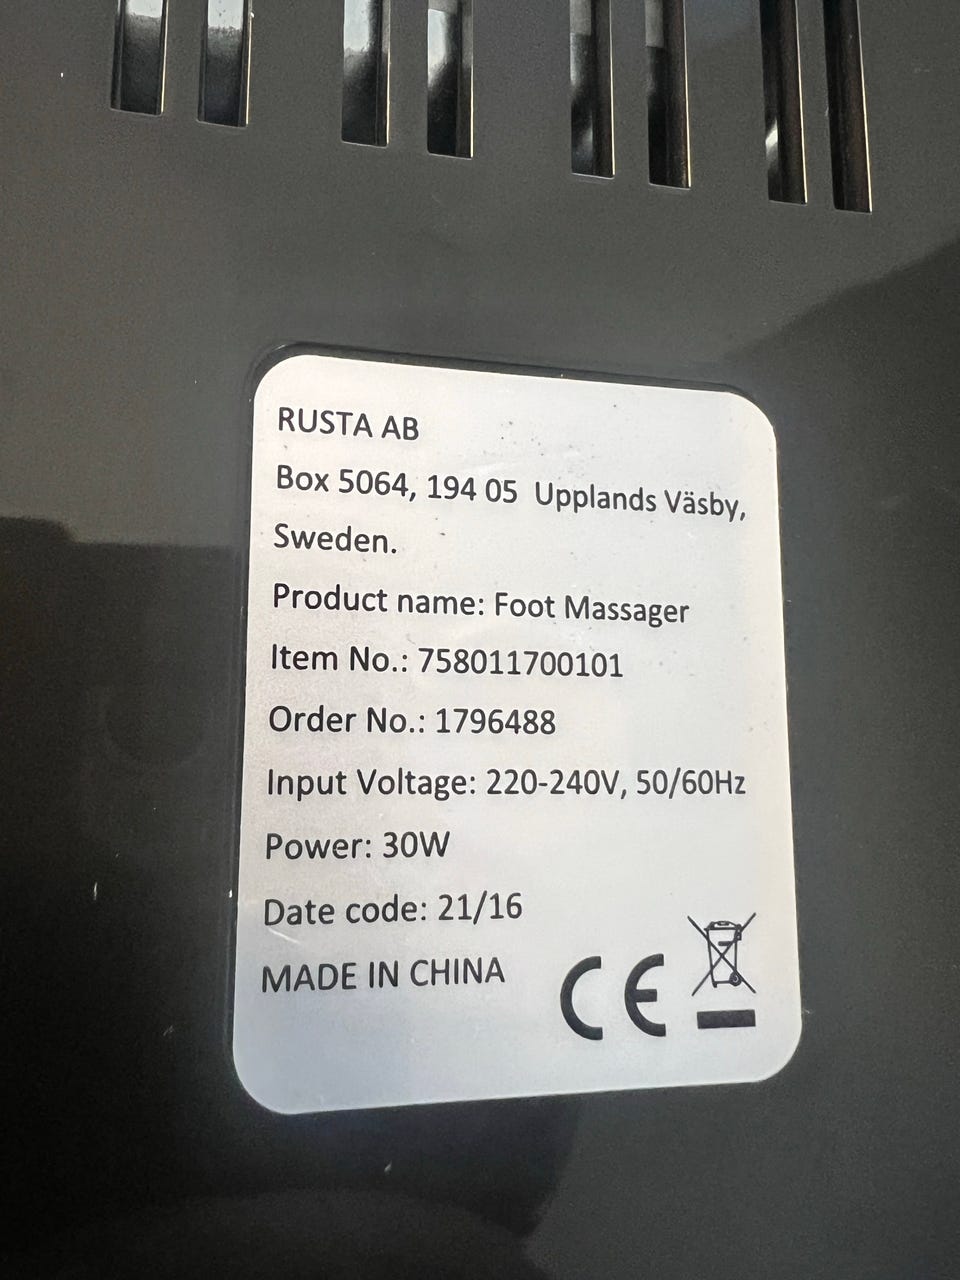 RUSTA AB
Box 5064, 194 05 Upplands Väsby,
Sweden.
Product name: Foot Massager
Item No.: 758011700101
Order No.: 1796488
Input Voltage: 220-240V, 50/60Hz
Power: 30W
Date code: 21/16
MADE IN CHINA
CE